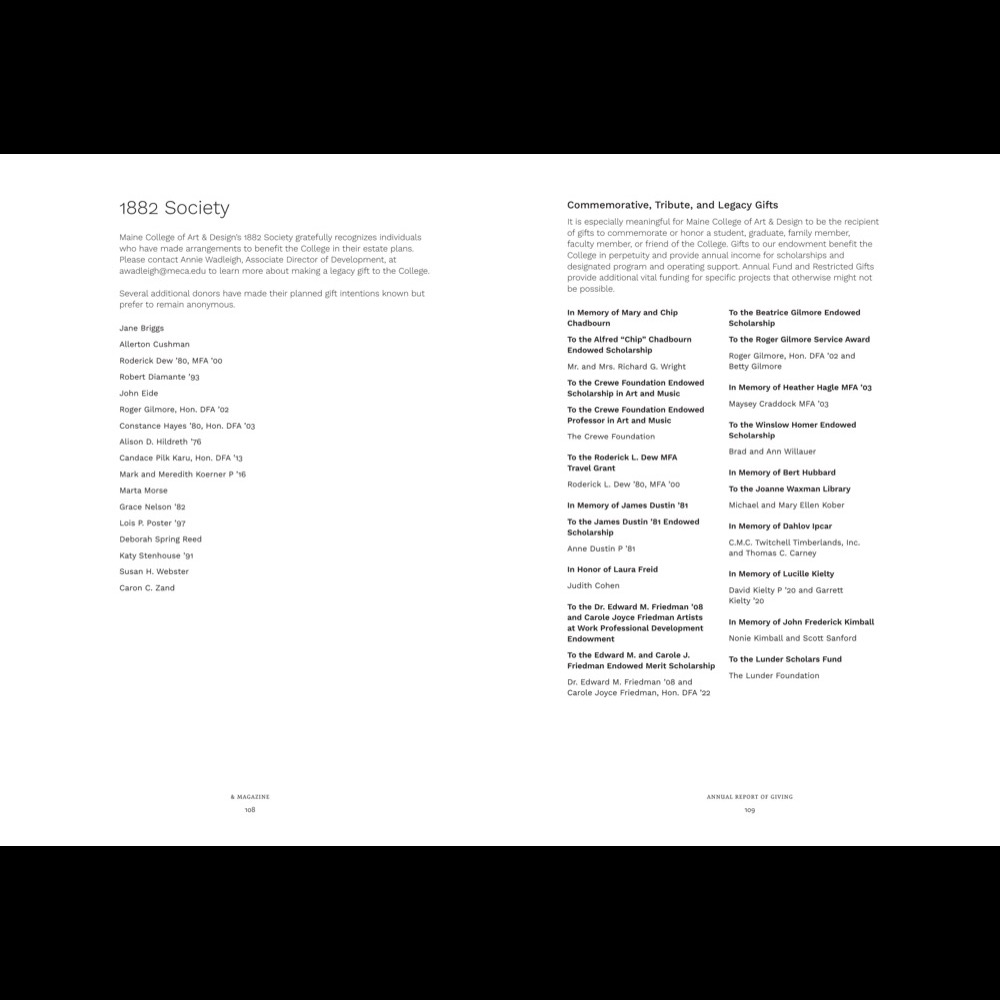 1882 Society
Maine College of Art & Design's 1882 Society gratefully recognizes individuals
who have made arrangements to benefit the College in their estate plans.
Please contact Annie Wadleigh, Associate Director of Development, at
awadleigh@meca.edu to learn more about making a legacy gift to the College.
Several additional donors have made their planned gift intentions known but
prefer to remain anonymous.
Jane Briggs
Allerton Cushman
Roderick Dew '80, MFA '00
Robert Diamante '93
John Eide
Roger Gilmore, Hon. DFA '02
Constance Hayes '80, Hon. DFA '03
Alison D. Hildreth '76
Candace Pilk Karu, Hon. DFA '13
Mark and Meredith Koerner P '16
Marta Morse
Grace Nelson '82
Lois P. Poster '97
Deborah Spring Reed
Katy Stenhouse '91
Susan H. Webster
Caron C. Zand
& MAGAZINE
108
Commemorative, Tribute, and Legacy Gifts
It is especially meaningful for Maine College of Art & Design to be the recipient
of gifts to commemorate or honor a student, graduate, family member,
faculty member, or friend of the College. Gifts to our endowment benefit the
College in perpetuity and provide annual income for scholarships and
designated program and operating support. Annual Fund and Restricted Gifts
provide additional vital funding for specific projects that otherwise might not
be possible.
In Memory of Mary and Chip
Chadbourn
To the Alfred "Chip" Chadbourn
Endowed Scholarship
Mr. and Mrs. Richard G. Wright
To the Crewe Foundation Endowed
Scholarship in Art and Music
To the Crewe Foundation Endowed
Professor in Art and Music
The Crewe Foundation
To the Roderick L. Dew MFA
Travel Grant
Roderick L. Dew '80, MFA '00
In Memory of James Dustin '81
To the James Dustin '81 Endowed
Scholarship
Anne Dustin P '81
In Honor of Laura Freid
Judith Cohen
To the Dr. Edward M. Friedman '08
and Carole Joyce Friedman Artists
at Work Professional Development
Endowment
To the Edward M. and Carole J.
Friedman Endowed Merit Scholarship
Dr. Edward M. Friedman '08 and
Carole Joyce Friedman, Hon. DFA '22
To the Beatrice Gilmore Endowed
Scholarship
To the Roger Gilmore Service Award
Roger Gilmore, Hon. DFA '02 and
Betty Gilmore
In Memory of Heather Hagle MFA '03
Maysey Craddock MFA '03
To the Winslow Homer Endowed
Scholarship
Brad and Ann Willauer
In Memory of Bert Hubbard
To the Joanne Waxman Library
Michael and Mary Ellen Kober
In Memory of Dahlov Ipcar
C.M.C. Twitchell Timberlands, Inc.
and Thomas C. Carney
In Memory of Lucille Kielty
David Kielty P '20 and Garrett
Kielty '20
In Memory of John Frederick Kimball
Nonie Kimball and Scott Sanford
To the Lunder Scholars Fund
The Lunder Foundation
ANNUAL REPORT OF GIVING
109